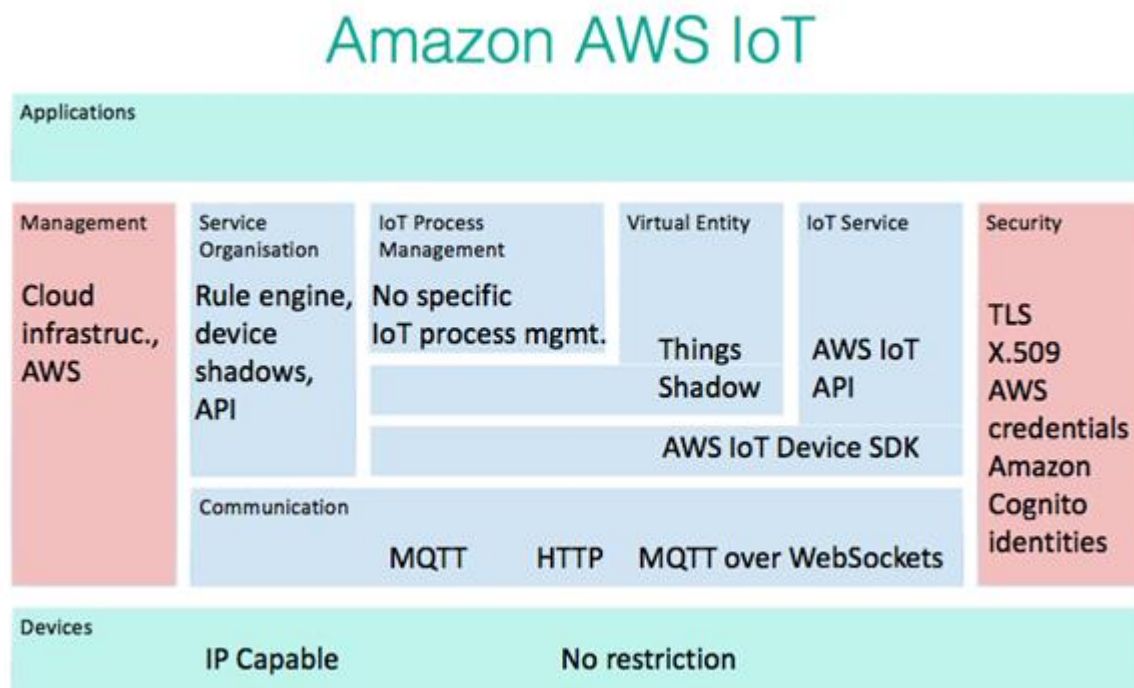 Amazon AWS IoT
Applications
Management
Cloud
infrastruc.,
AWS
Service
Organisation
Rule engine,
device
shadows,
API
IoT Process
Management
No specific
IoT process mgmt.
Virtual Entity
Things
Shadow
IoT Service
AWS IoT
API
AWS IoT Device SDK
Communication
MQTT HTTP MQTT over WebSockets
Security
TLS
X.509
AWS
credentials
Amazon
Cognito
identities
Devices
IP Capable No restriction